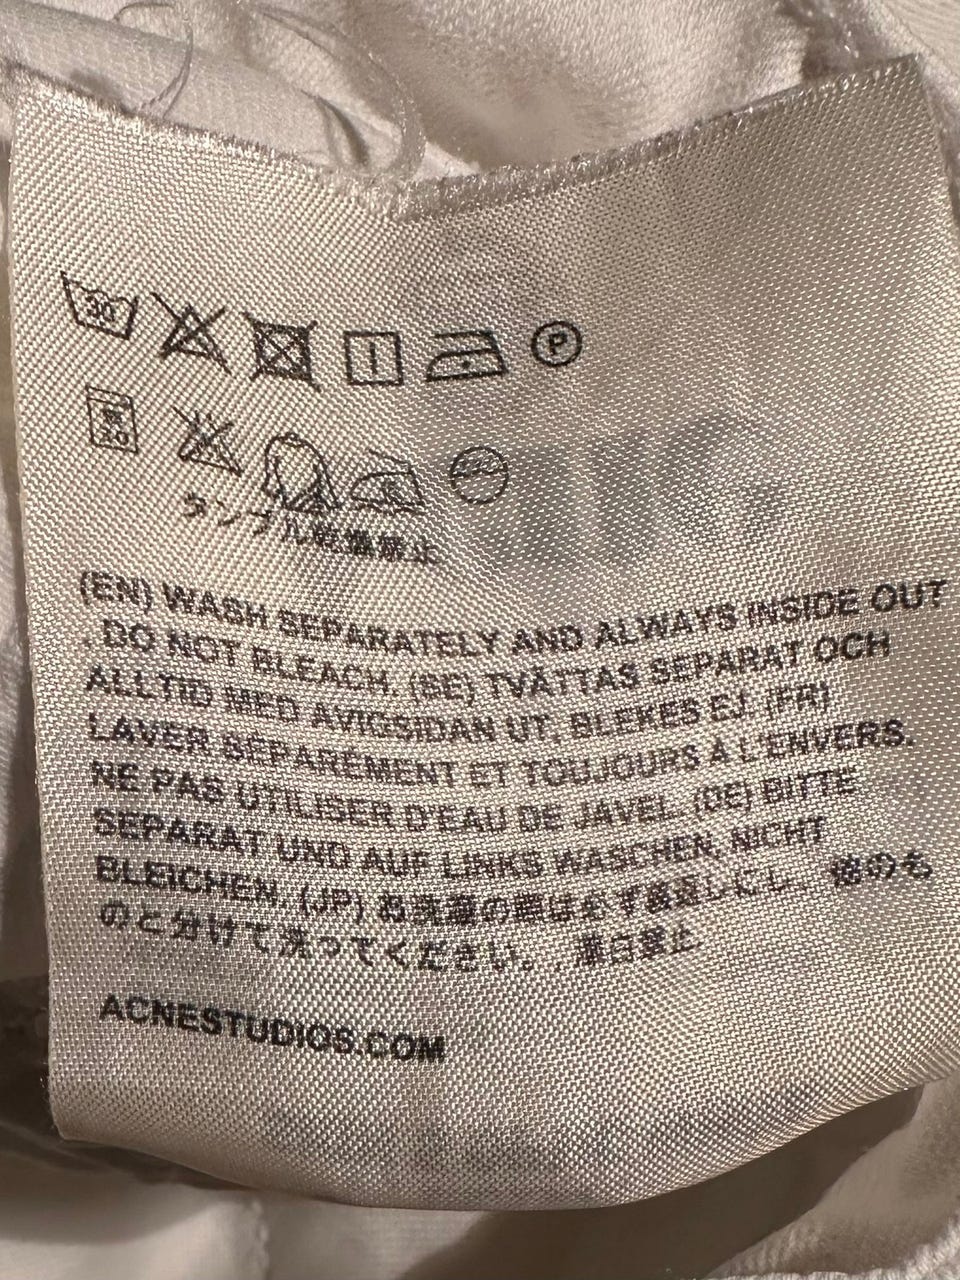 30
P
タンブル乾燥禁止
(EN) WASH SEPARATELY AND ALWAYS INSIDE OUT
. DO NOT BLEACH. (SE) TVÄTTAS SEPARAT OCH
ALLTID MED AVIGSIDAN UT, BLEKES EJ. (FR)
LAVER SÉPARÉMENT ET TOUJOURS À L'ENVERS.
NE PAS UTILISER D'EAU DE JAVEL. (DE) BITTE
SEPARAT UND AUF LINKS WASCHEN, NICHT
BLEICHEN. (JP) お洗濯の際は必ず裏返しにし、他のも
のと分けて洗ってください。, 漂白禁止
ACNESTUDIOS.COM